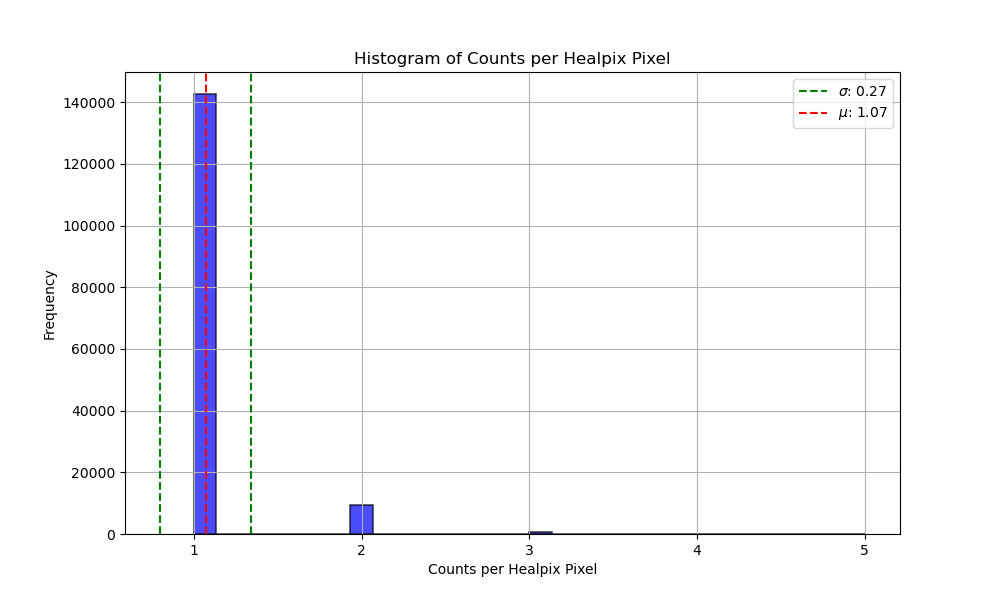 Histogram of Counts per Healpix Pixel
σ: 0.27
μ: 1.07
140000
120000
100000
80000
60000
40000
20000
0
Frequency
1 2 3 4 5
Counts per Healpix Pixel